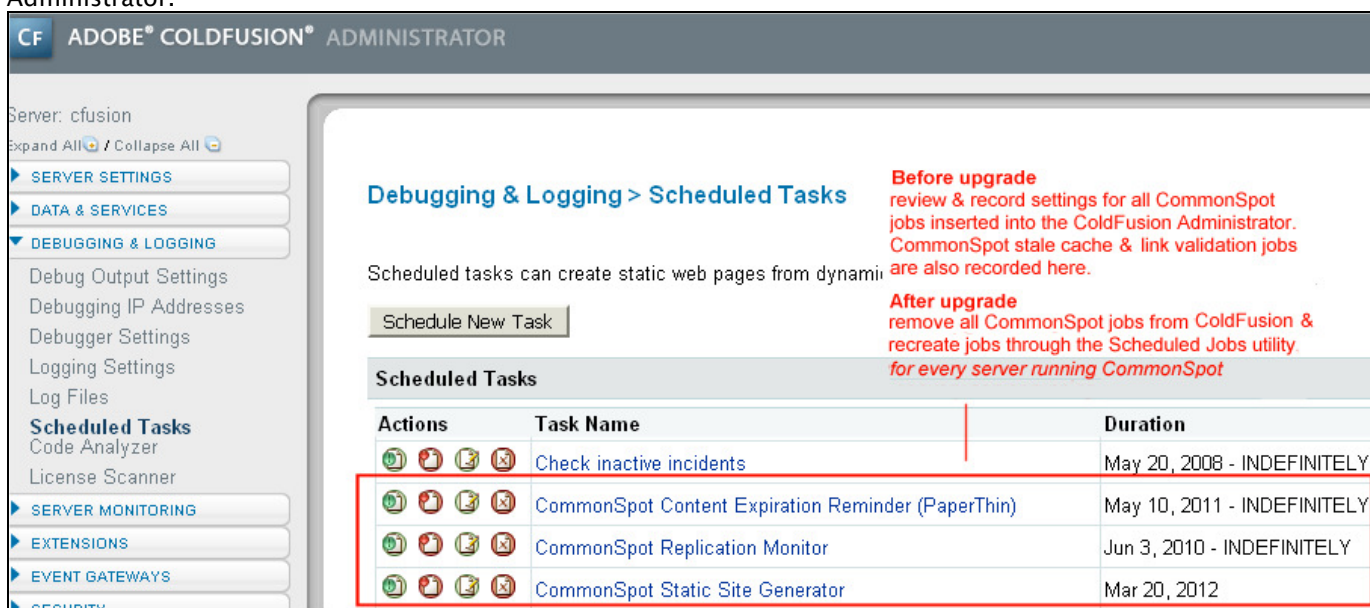 Administrator.
CF ADOBE® COLDFUSION® ADMINISTRATOR
Server: cfusion
Expand All / Collapse All
SERVER SETTINGS
DATA & SERVICES
DEBUGGING & LOGGING
Debug Output Settings
Debugging IP Addresses
Debugger Settings
Logging Settings
Log Files
Scheduled Tasks
Code Analyzer
License Scanner
SERVER MONITORING
EXTENSIONS
EVENT GATEWAYS
SECURITY
Debugging & Logging > Scheduled Tasks
Before upgrade
review & record settings for all CommonSpot
jobs inserted into the ColdFusion Administrator.
CommonSpot stale cache & link validation jobs
are also recorded here.
Scheduled tasks can create static web pages from dynami
After upgrade
remove all CommonSpot jobs from ColdFusion &
recreate jobs through the Scheduled Jobs utility.
for every server running CommonSpot
Schedule New Task
Scheduled Tasks
Actions Task Name Duration
Check inactive incidents May 20, 2008 - INDEFINITELY
CommonSpot Content Expiration Reminder (PaperThin) May 10, 2011 - INDEFINITELY
CommonSpot Replication Monitor Jun 3, 2010 - INDEFINITELY
CommonSpot Static Site Generator Mar 20, 2012